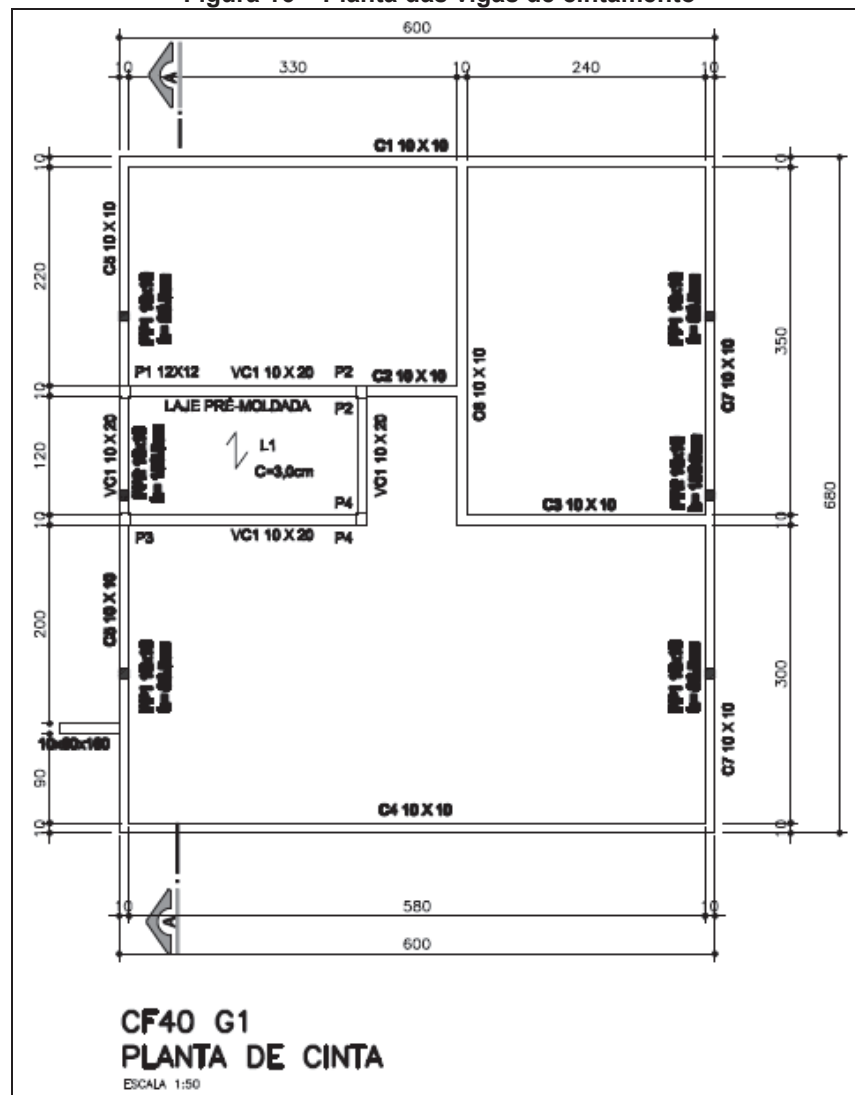 Figura 16 – Planta das vigas de cintamento
600
10
330
10
240
10
A
C1 10 X 10
10
10
C5 10 X 10
220
350
680
P1 12X12
VC1 10 X 20
P2
C2 10 X 10
C7 10 X 10
10
LAJE PRÉ-MOLDADA
P2
C6 10 X 10
VC1 10 X 20
120
L1
C=3,0cm
VC1 10 X 20
P4
C3 10 X 10
10
10
P3
VC1 10 X 20
P4
C5 10 X 10
200
300
C7 10 X 10
90
C4 10 X 10
10
10
A
10
580
10
600
CF40 G1
PLANTA DE CINTA
ESCALA 1:50